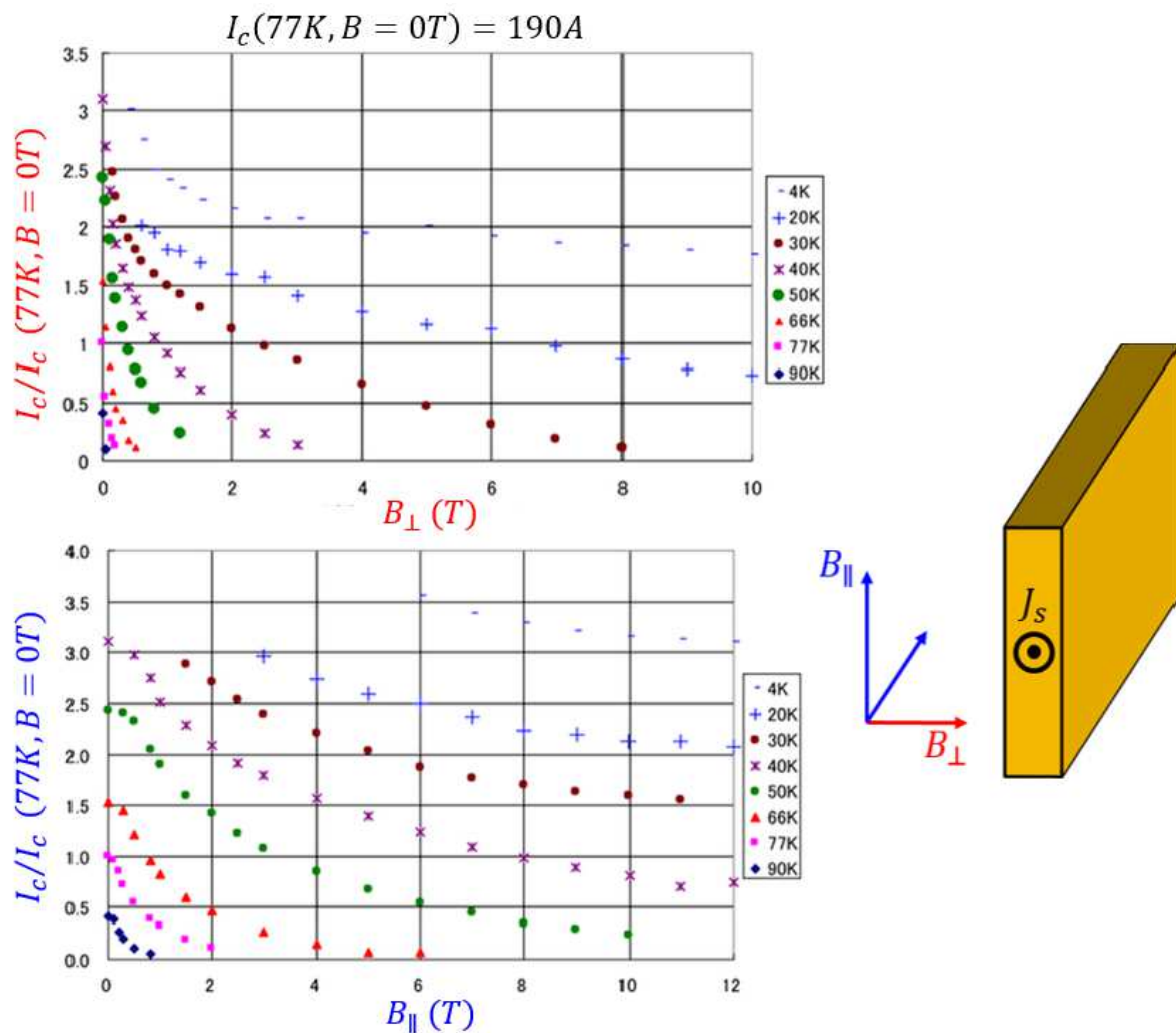 I_c(77K, B = 0T) = 190A
I_c/I_c (77K, B = 0T)
3.5
3
2.5
2
1.5
1
0.5
0
0 2 4 6 8 10
B_⊥ (T)
4K
20K
30K
40K
50K
66K
77K
90K
I_c/I_c (77K, B = 0T)
4.0
3.5
3.0
2.5
2.0
1.5
1.0
0.5
0.0
0 2 4 6 8 10 12
B_∥ (T)
4K
20K
30K
40K
50K
66K
77K
90K
B_∥
B_⊥
J_s